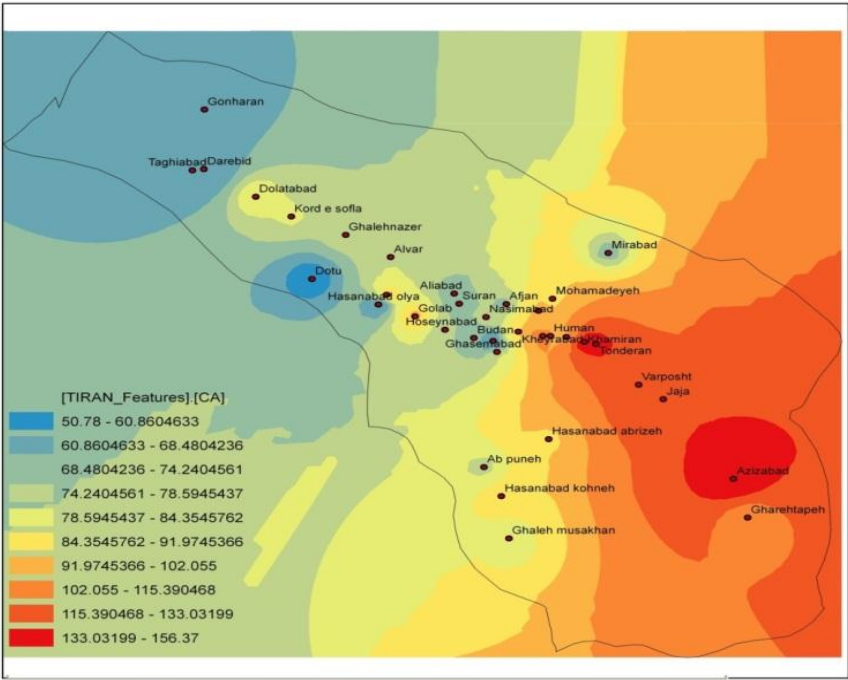 Gonharan
Taghiabad Darebid
Dolatabad
Kord e sofla
Ghalehnazer
Alvar
Mirabad
Dotu
Aliabad
Hasanabad olya
Suran
Afjan
Mohamadeyeh
Golab
Nasimabad
Hoseynabad
Budan
Human
Ghasemabad
Kheyrabad
Khamiran
Tonderan
Varposht
Jaja
[TIRAN_Features].[CA]
50.78 - 60.8604633
60.8604633 - 68.4804236
68.4804236 - 74.2404561
74.2404561 - 78.5945437
78.5945437 - 84.3545762
84.3545762 - 91.9745366
91.9745366 - 102.055
102.055 - 115.390468
115.390468 - 133.03199
133.03199 - 156.37
Hasanabad abrizeh
Ab puneh
Azizabad
Hasanabad kohneh
Gharehtapeh
Ghaleh musakhan